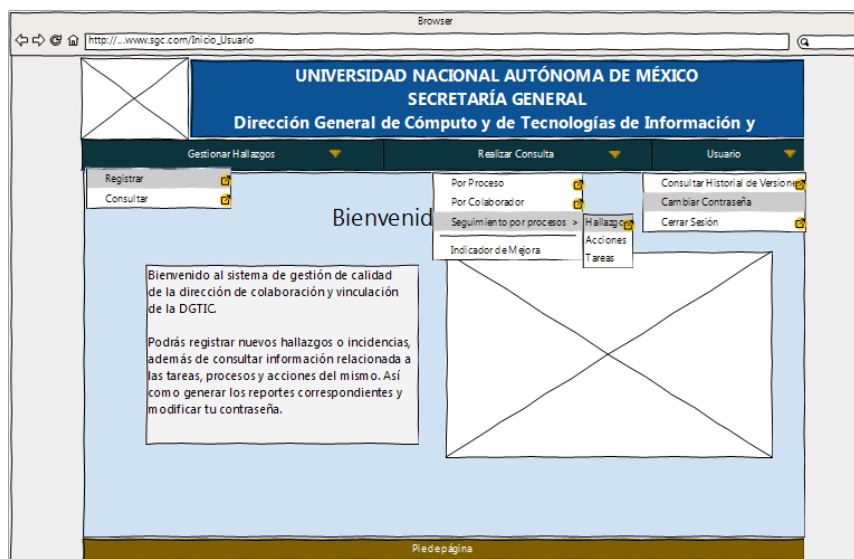 Browser
http://...www.sgc.com/Inicio_Usuario
UNIVERSIDAD NACIONAL AUTÓNOMA DE MÉXICO
SECRETARÍA GENERAL
Dirección General de Cómputo y de Tecnologías de Información y
Gestionar Hallazgos
Realizar Consulta
Usuario
Registrar
Consultar
Por Proceso
Por Colaborador
Seguimiento por procesos >
Indicador de Mejora
Hallazgos
Acciones
Tareas
Consultar Historial de Versiones
Cambiar Contraseña
Cerrar Sesión
Bienvenid
Bienvenido al sistema de gestión de calidad
de la dirección de colaboración y vinculación
de la DGTIC.
Podrás registrar nuevos hallazgos o incidencias,
además de consultar información relacionada a
las tareas, procesos y acciones del mismo. Así
como generar los reportes correspondientes y
modificar tu contraseña.
Pie de página